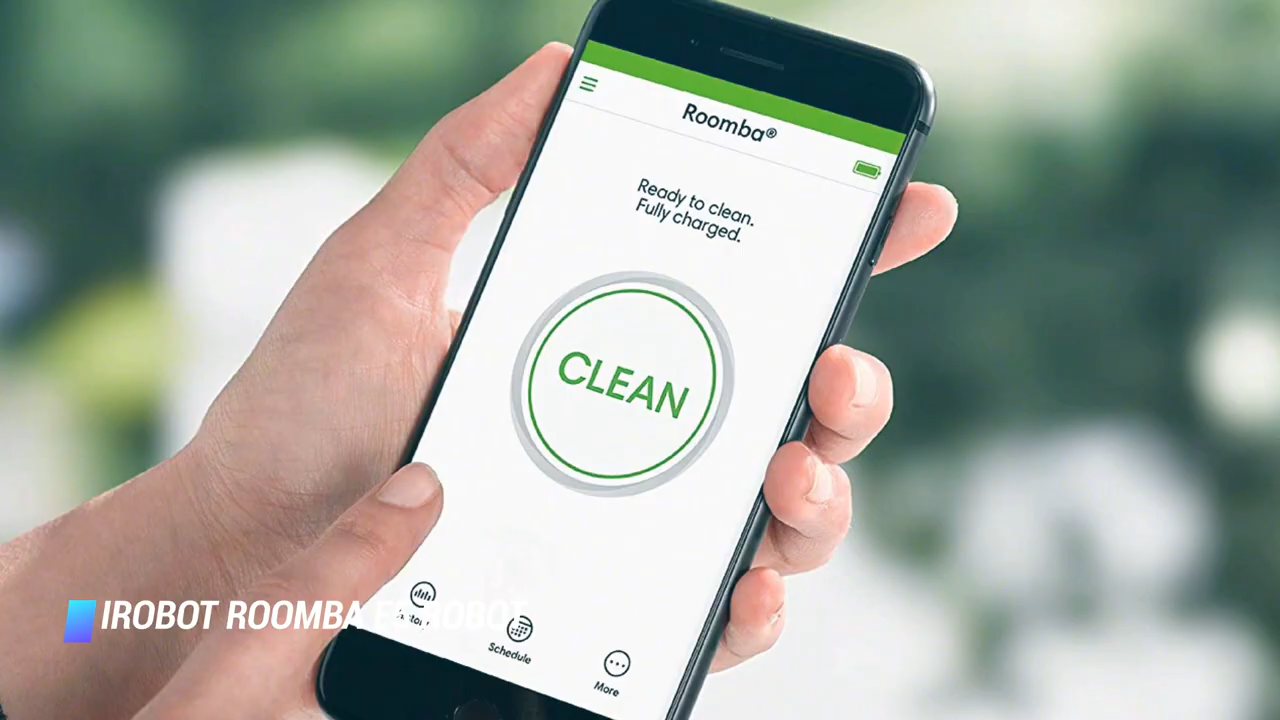 Roomba®
Ready to clean.
Fully charged.
CLEAN
Schedule
More
IROBOT ROOMBA